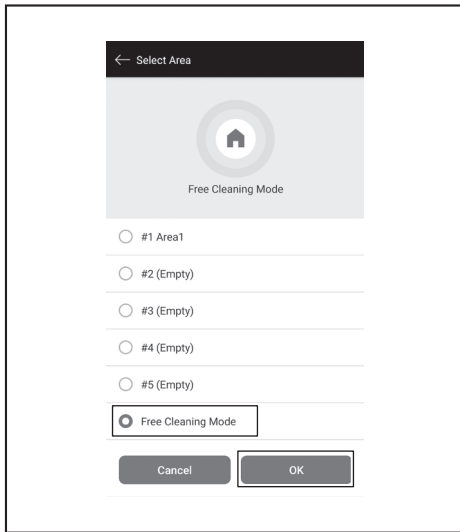 Select Area
Free Cleaning Mode
#1 Area1
#2 (Empty)
#3 (Empty)
#4 (Empty)
#5 (Empty)
Free Cleaning Mode
Cancel OK